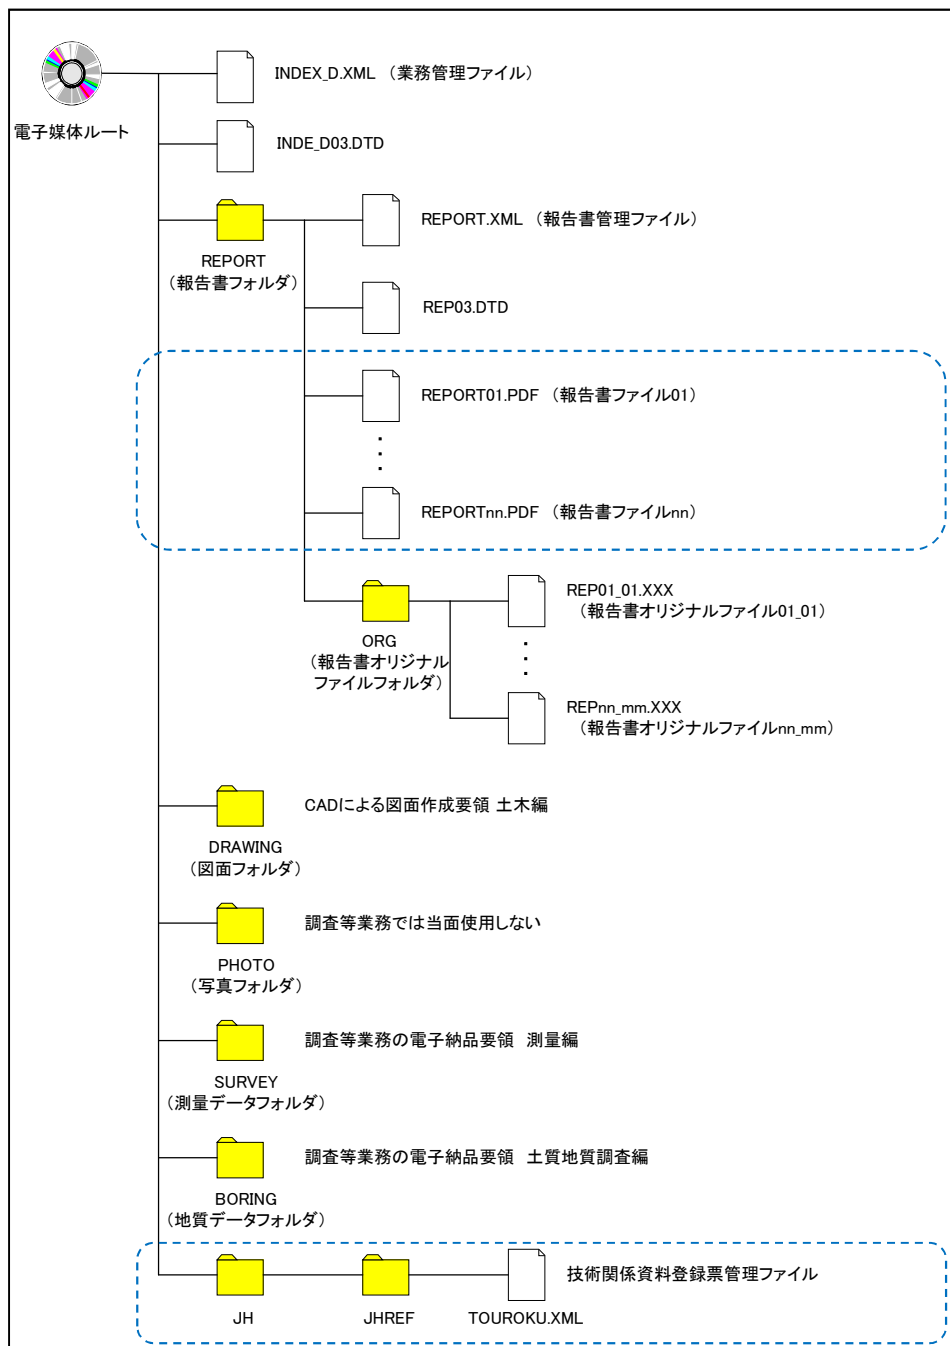 INDEX_D.XML （業務管理ファイル）
電子媒体ルート
INDE_D03.DTD
REPORT.XML （報告書管理ファイル）
REPORT
（報告書フォルダ）
REP03.DTD
REPORT01.PDF （報告書ファイル01）
・
・
・
REPORTnn.PDF （報告書ファイルnn）
REP01_01.XXX
（報告書オリジナルファイル01_01）
ORG
（報告書オリジナル
ファイルフォルダ）
・
・
・
REPnn_mm.XXX
（報告書オリジナルファイルnn_mm）
CADによる図面作成要領 土木編
DRAWING
（図面フォルダ）
調査等業務では当面使用しない
PHOTO
（写真フォルダ）
調査等業務の電子納品要領 測量編
SURVEY
（測量データフォルダ）
調査等業務の電子納品要領 土質地質調査編
BORING
（地質データフォルダ）
技術関係資料登録票管理ファイル
JH
JHREF
TOUROKU.XML